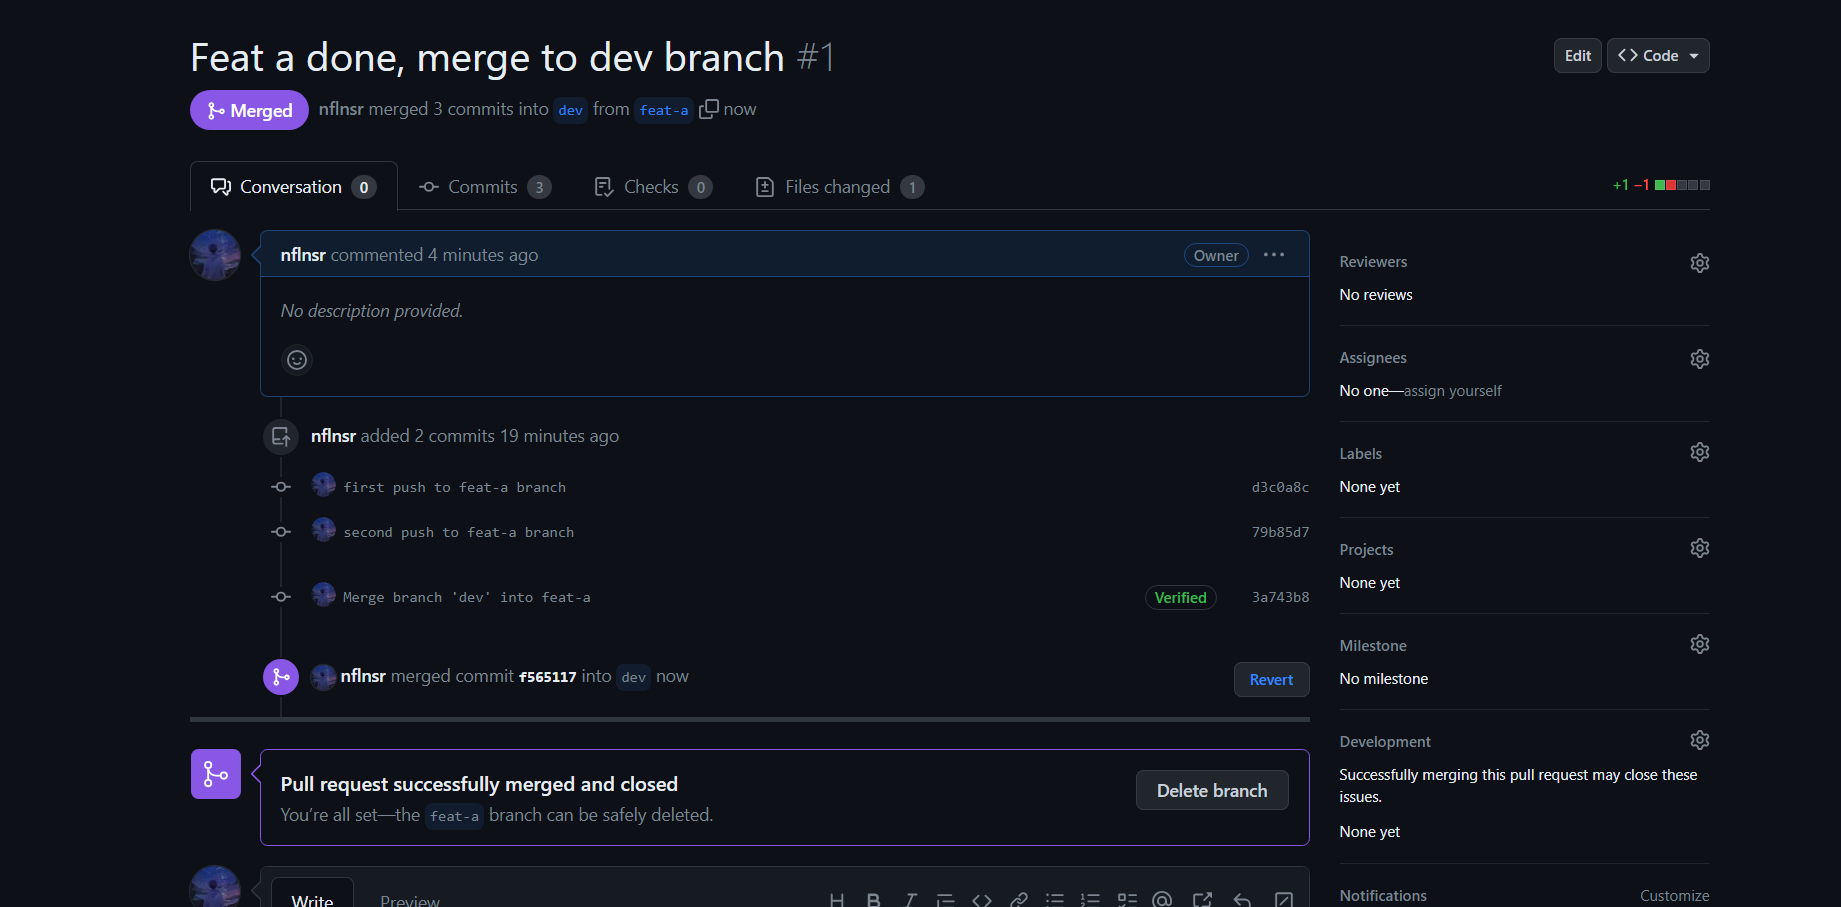 Feat a done, merge to dev branch #1
Edit
Code
Merged
nflnsr merged 3 commits into dev from feat-a now
Conversation 0
Commits 3
Checks 0
Files changed 1
+1 −1
nflnsr commented 4 minutes ago
Owner
No description provided.
nflnsr added 2 commits 19 minutes ago
first push to feat-a branch
d3c0a8c
second push to feat-a branch
79b85d7
Merge branch 'dev' into feat-a
Verified
3a743b8
nflnsr merged commit f565117 into dev now
Revert
Pull request successfully merged and closed
You're all set—the feat-a branch can be safely deleted.
Delete branch
Write
Preview
Reviewers
No reviews
Assignees
No one—assign yourself
Labels
None yet
Projects
None yet
Milestone
No milestone
Development
Successfully merging this pull request may close these
issues.
None yet
Notifications
Customize